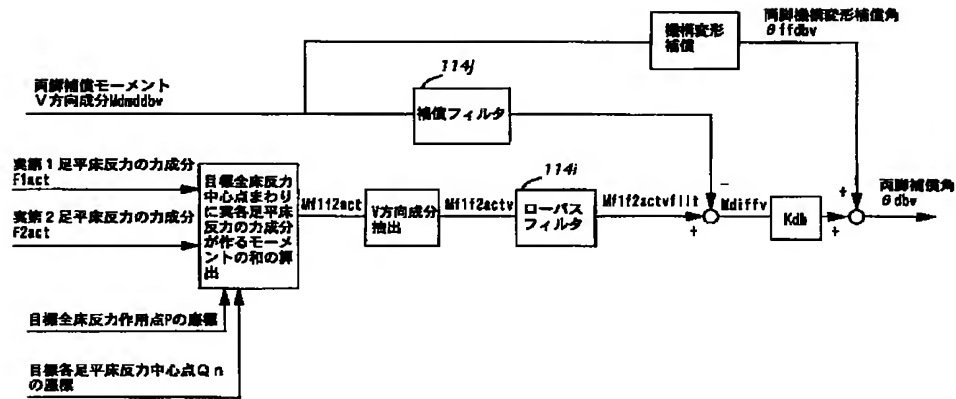 両脚機構変形補償角
θffdbv
機構変形
補償
114j
両脚補償モーメント
V方向成分Mdmddbv
補償フィルタ
実第1足平床反力の力成分
F1act
実第2足平床反力の力成分
F2act
目標全床反力
中心点まわり
に実各足平床
反力の力成分
が作るモーメ
ントの和の算
出
Mf1f2act
V方向成分
抽出
Mf1f2actv
114i
ローパス
フィルタ
Mf1f2actvfilt
-
+
Mdiffv
Kdb
+
+
両脚補償角
θdbv
目標全床反力作用点Pの座標
目標各足平床反力中心点Qn
の座標